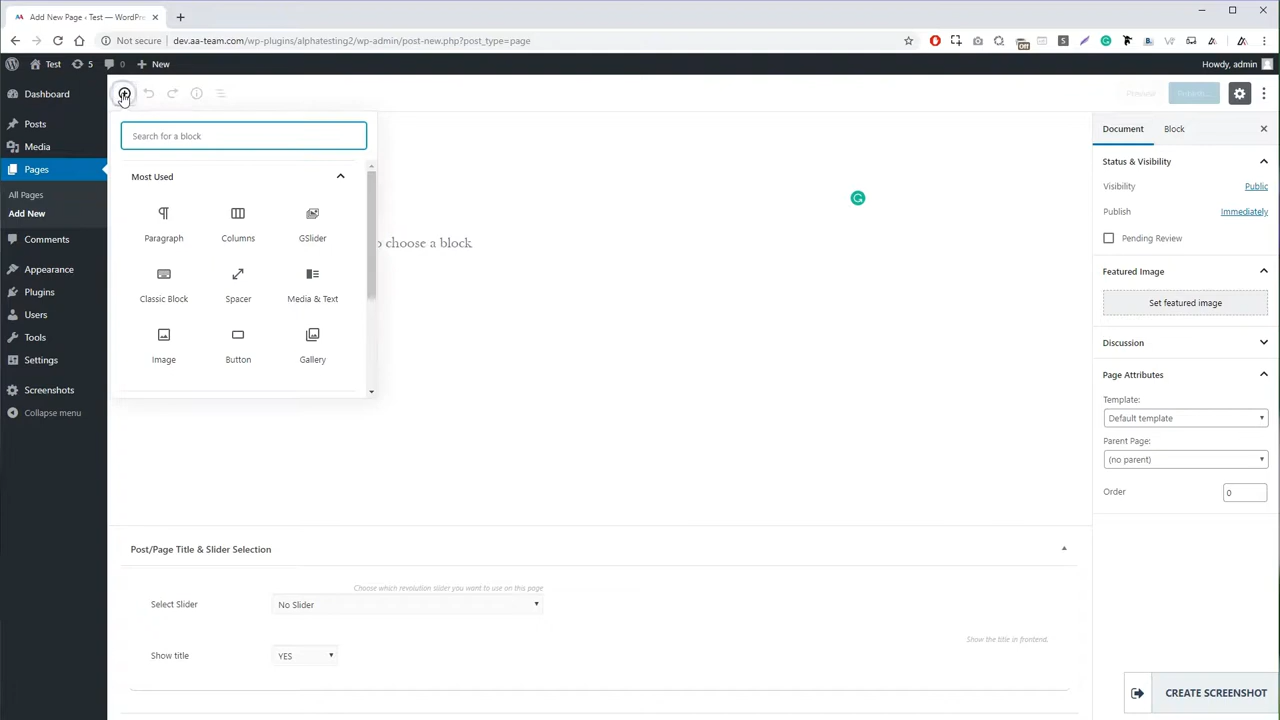 Add New Page ‹ Test — WordPre
Not secure
dev.aa-team.com/wp-plugins/alphatesting2/wp-admin/post-new.php?post_type=page
Test
5
0
New
Howdy, admin
Dashboard
Posts
Media
Pages
All Pages
Add New
Comments
Appearance
Plugins
Users
Tools
Settings
Screenshots
Collapse menu
Preview
Publish...
Search for a block
Most Used
Paragraph
Columns
GSlider
Classic Block
Spacer
Media & Text
Image
Button
Gallery
o choose a block
Document
Block
Status & Visibility
Visibility
Public
Publish
Immediately
Pending Review
Featured Image
Set featured image
Discussion
Page Attributes
Template:
Default template
Parent Page:
(no parent)
Order
0
Post/Page Title & Slider Selection
Choose which revolution slider you want to use on this page
Select Slider
No Slider
Show the title in frontend.
Show title
YES
CREATE SCREENSHOT